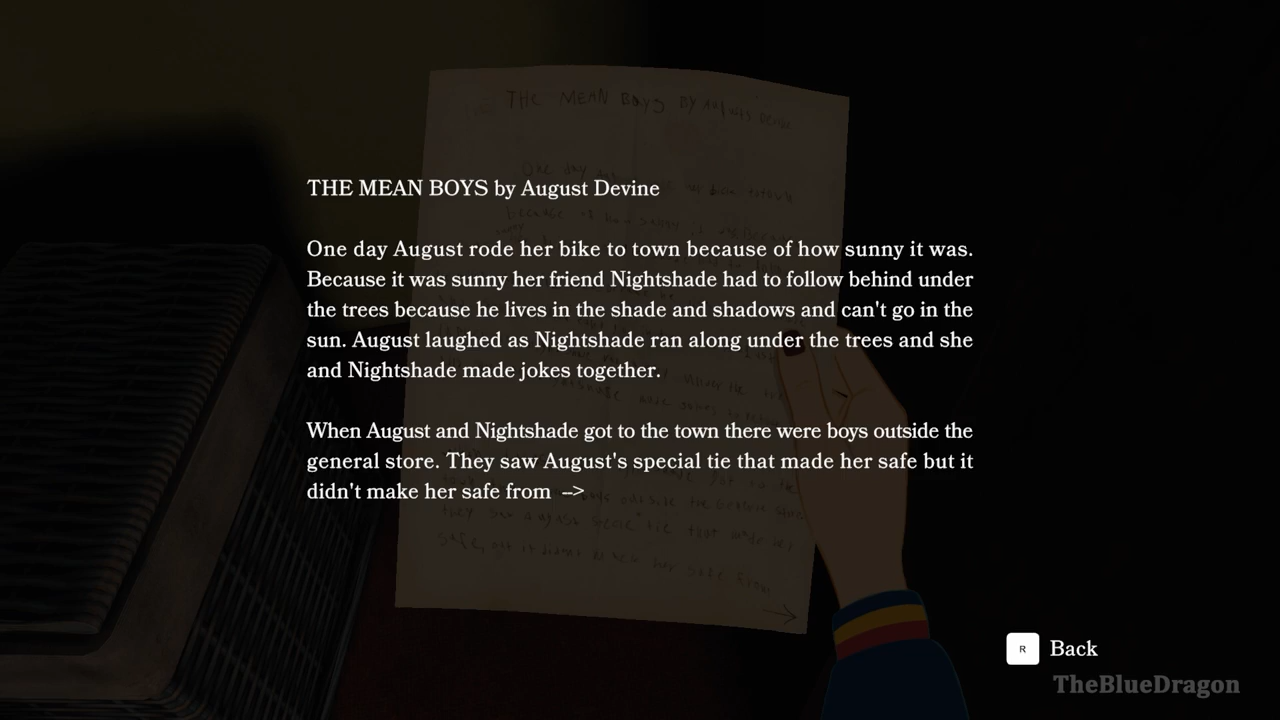 THE MEAN BOYS by August Devine
One day August rode her bike to town because of how sunny it was.
Because it was sunny her friend Nightshade had to follow behind under
the trees because he lives in the shade and shadows and can't go in the
sun. August laughed as Nightshade ran along under the trees and she
and Nightshade made jokes together.
When August and Nightshade got to the town there were boys outside the
general store. They saw August's special tie that made her safe but it
didn't make her safe from -->
R Back
TheBlueDragon